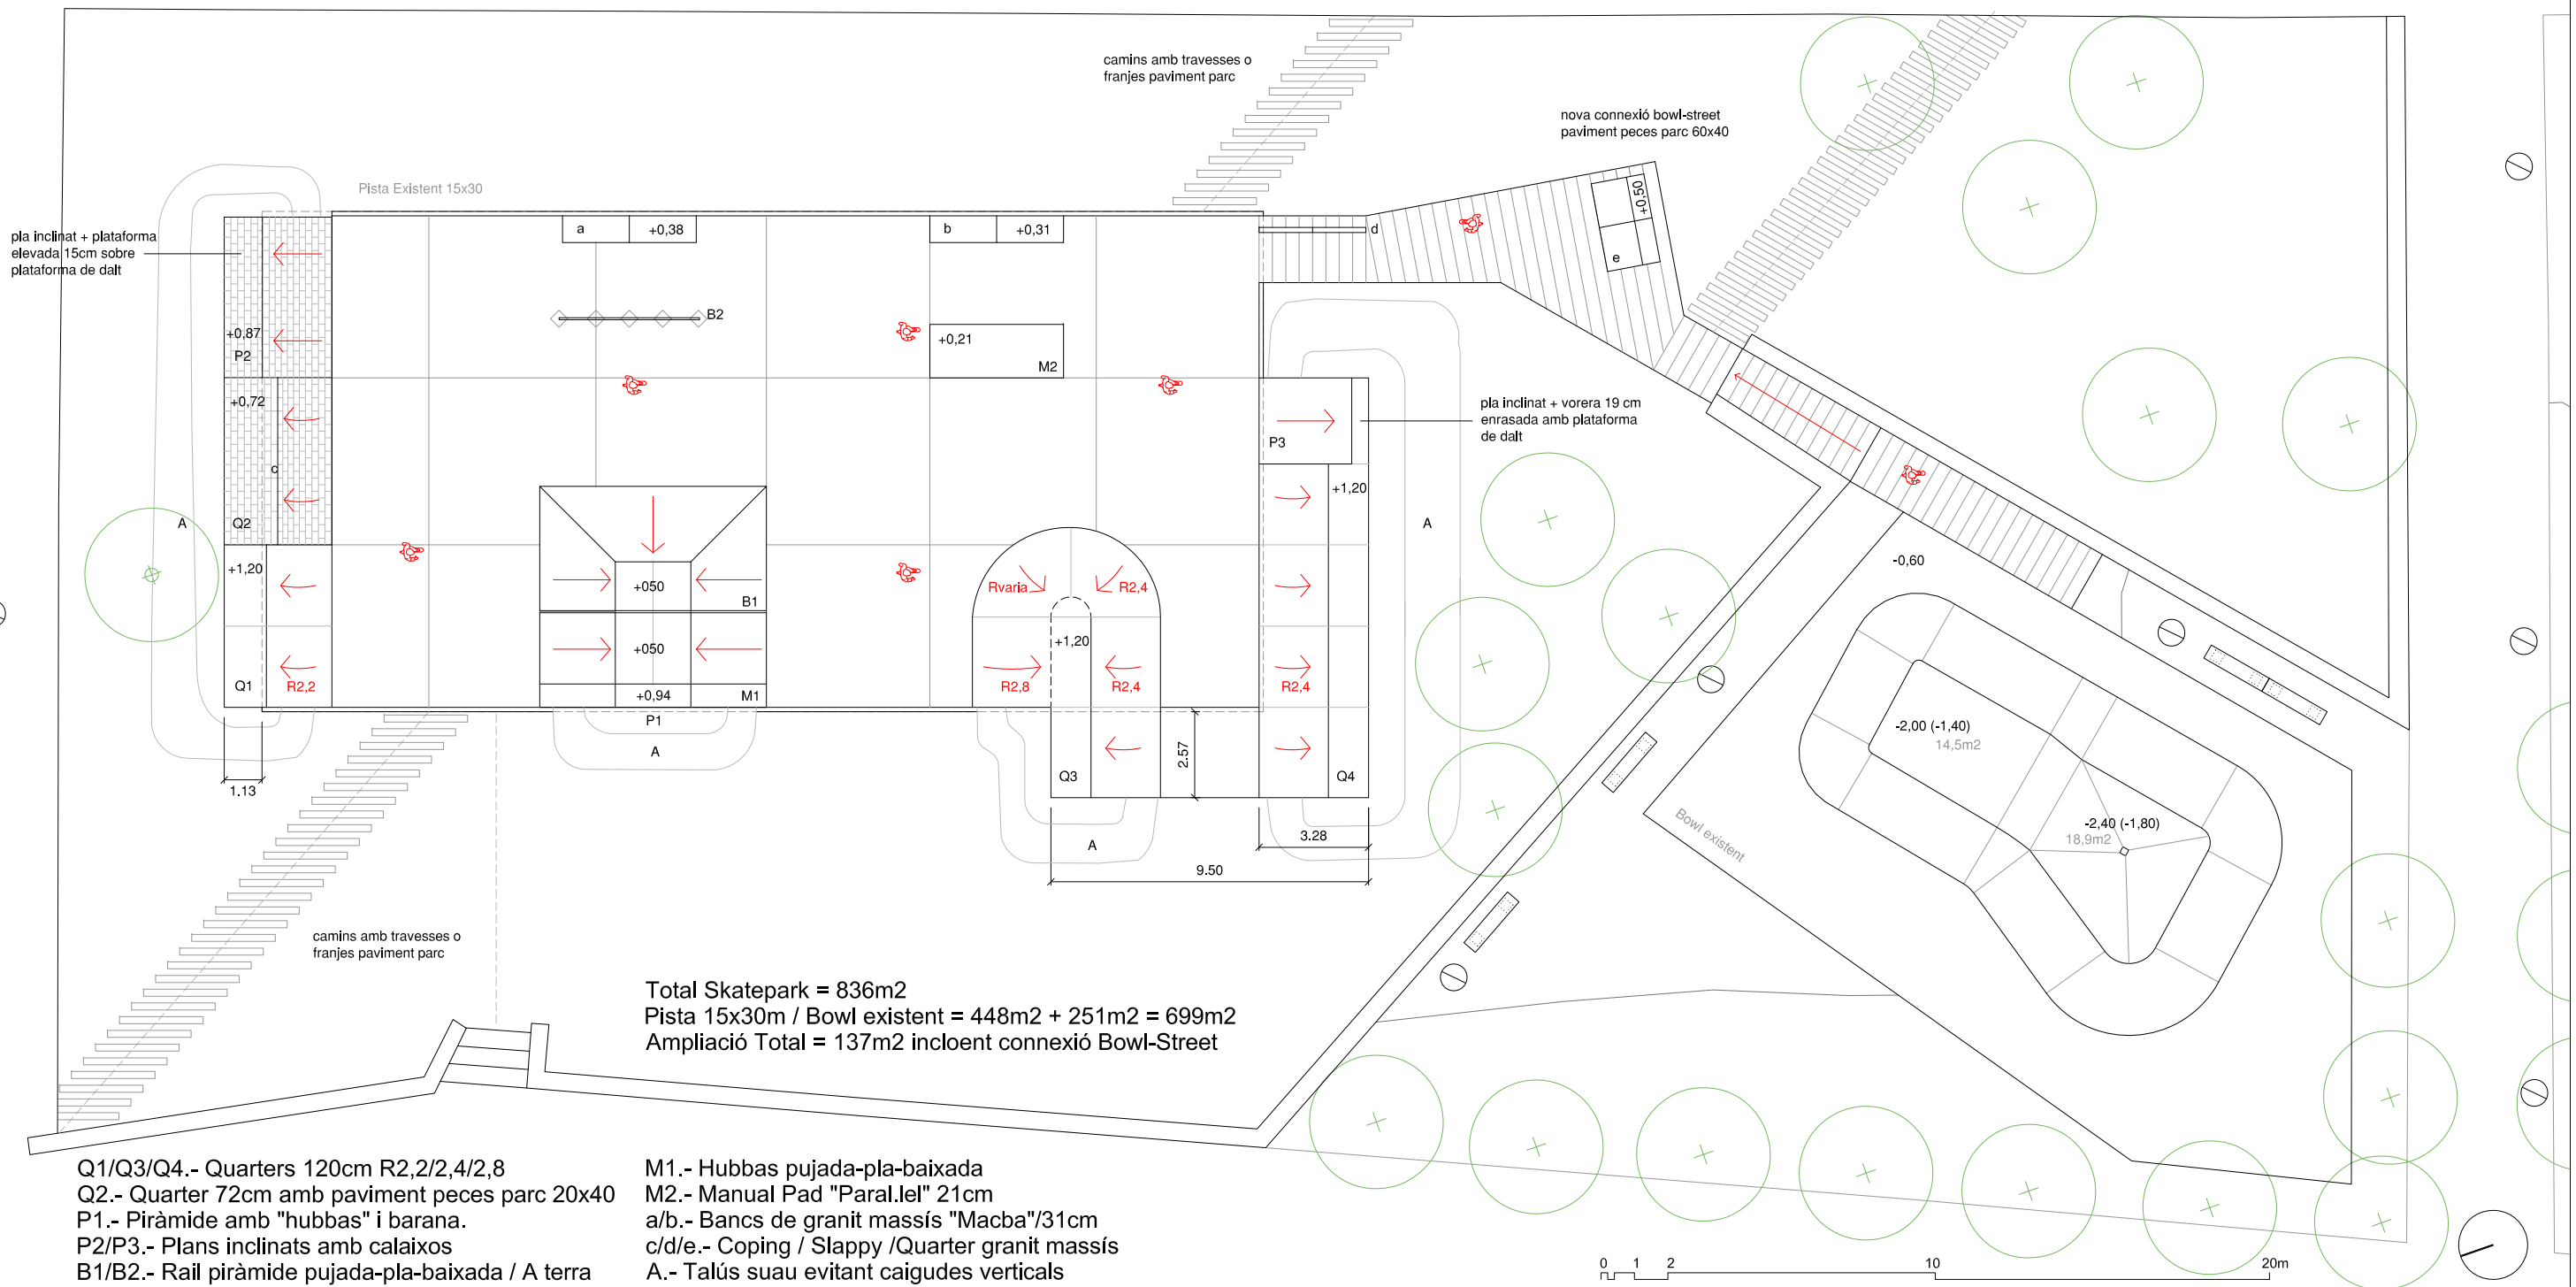 camins amb travesses o
franjes paviment parc
nova connexió bowl-street
paviment peces parc 60x40
Pista Existent 15x30
pla inclinat + plataforma
elevada 15cm sobre
plataforma de dalt
a
+0,38
b
+0,31
d
+0,50
e
B2
+0,87
P2
+0,21
M2
+0,72
c
Q2
A
P3
pla inclinat + vorera 19 cm
enrasada amb plataforma
de dalt
+1,20
A
+1,20
Q1
R2,2
+050
B1
+050
+0,94
M1
P1
A
Rvaria
R2,4
+1,20
R2,8
R2,4
R2,4
Q3
2.57
Q4
1.13
3.28
A
9.50
-0,60
-2,00 (-1,40)
14,5m2
-2,40 (-1,80)
18,9m2
Bowl existent
camins amb travesses o
franjes paviment parc
Total Skatepark = 836m2
Pista 15x30m / Bowl existent = 448m2 + 251m2 = 699m2
Ampliació Total = 137m2 incloent connexió Bowl-Street
Q1/Q3/Q4.- Quarters 120cm R2,2/2,4/2,8
Q2.- Quarter 72cm amb paviment peces parc 20x40
P1.- Piràmide amb "hubbas" i barana.
P2/P3.- Plans inclinats amb calaixos
B1/B2.- Rail piràmide pujada-pla-baixada / A terra
M1.- Hubbas pujada-pla-baixada
M2.- Manual Pad "Paral.lel" 21cm
a/b.- Bancs de granit massís "Macba"/31cm
c/d/e.- Coping / Slappy /Quarter granit massís
A.- Talús suau evitant caigudes verticals
0 1 2 10 20m